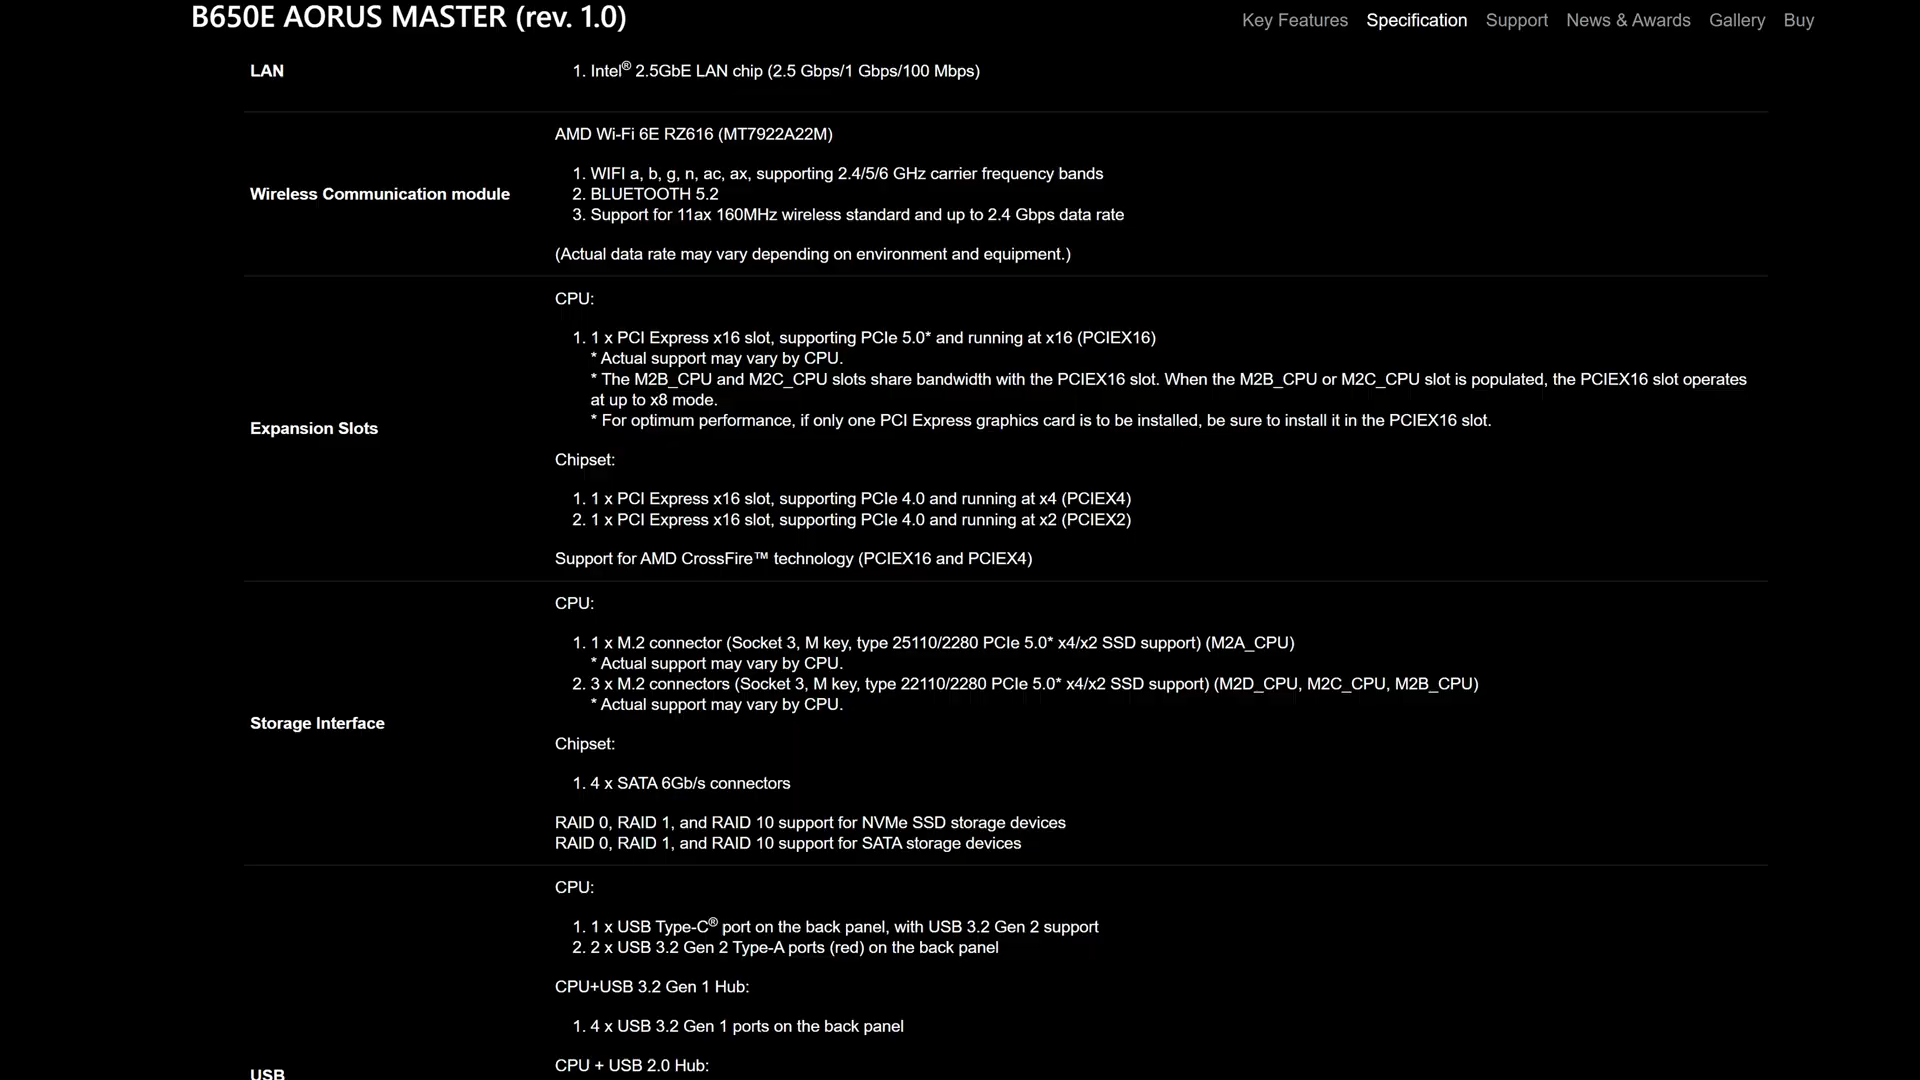 B650E AORUS MASTER (rev. 1.0)
Key Features Specification Support News & Awards Gallery Buy
LAN
1. Intel® 2.5GbE LAN chip (2.5 Gbps/1 Gbps/100 Mbps)
Wireless Communication module
AMD Wi-Fi 6E RZ616 (MT7922A22M)
1. WIFI a, b, g, n, ac, ax, supporting 2.4/5/6 GHz carrier frequency bands
2. BLUETOOTH 5.2
3. Support for 11ax 160MHz wireless standard and up to 2.4 Gbps data rate
(Actual data rate may vary depending on environment and equipment.)
Expansion Slots
CPU:
1. 1 x PCI Express x16 slot, supporting PCIe 5.0* and running at x16 (PCIEX16)
* Actual support may vary by CPU.
* The M2B_CPU and M2C_CPU slots share bandwidth with the PCIEX16 slot. When the M2B_CPU or M2C_CPU slot is populated, the PCIEX16 slot operates
at up to x8 mode.
* For optimum performance, if only one PCI Express graphics card is to be installed, be sure to install it in the PCIEX16 slot.
Chipset:
1. 1 x PCI Express x16 slot, supporting PCIe 4.0 and running at x4 (PCIEX4)
2. 1 x PCI Express x16 slot, supporting PCIe 4.0 and running at x2 (PCIEX2)
Support for AMD CrossFire™ technology (PCIEX16 and PCIEX4)
Storage Interface
CPU:
1. 1 x M.2 connector (Socket 3, M key, type 25110/2280 PCIe 5.0* x4/x2 SSD support) (M2A_CPU)
* Actual support may vary by CPU.
2. 3 x M.2 connectors (Socket 3, M key, type 22110/2280 PCIe 5.0* x4/x2 SSD support) (M2D_CPU, M2C_CPU, M2B_CPU)
* Actual support may vary by CPU.
Chipset:
1. 4 x SATA 6Gb/s connectors
RAID 0, RAID 1, and RAID 10 support for NVMe SSD storage devices
RAID 0, RAID 1, and RAID 10 support for SATA storage devices
USB
CPU:
1. 1 x USB Type-C® port on the back panel, with USB 3.2 Gen 2 support
2. 2 x USB 3.2 Gen 2 Type-A ports (red) on the back panel
CPU+USB 3.2 Gen 1 Hub:
1. 4 x USB 3.2 Gen 1 ports on the back panel
CPU + USB 2.0 Hub: